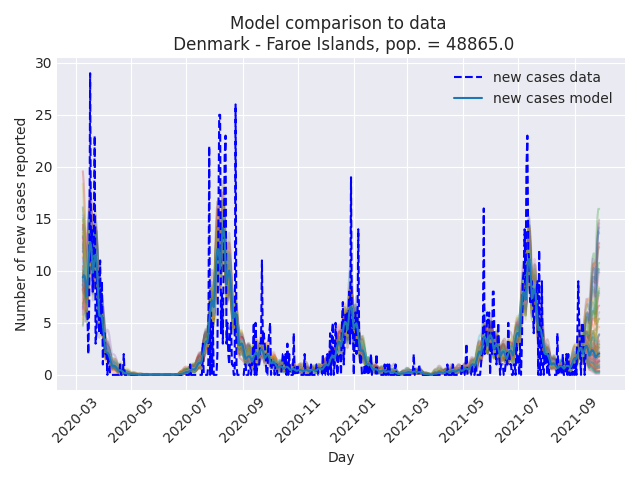 Model comparison to data
Denmark - Faroe Islands, pop. = 48865.0
new cases data
new cases model
Number of new cases reported
30
25
20
15
10
5
0
2020-03
2020-05
2020-07
2020-09
2020-11
2021-01
2021-03
2021-05
2021-07
2021-09
Day